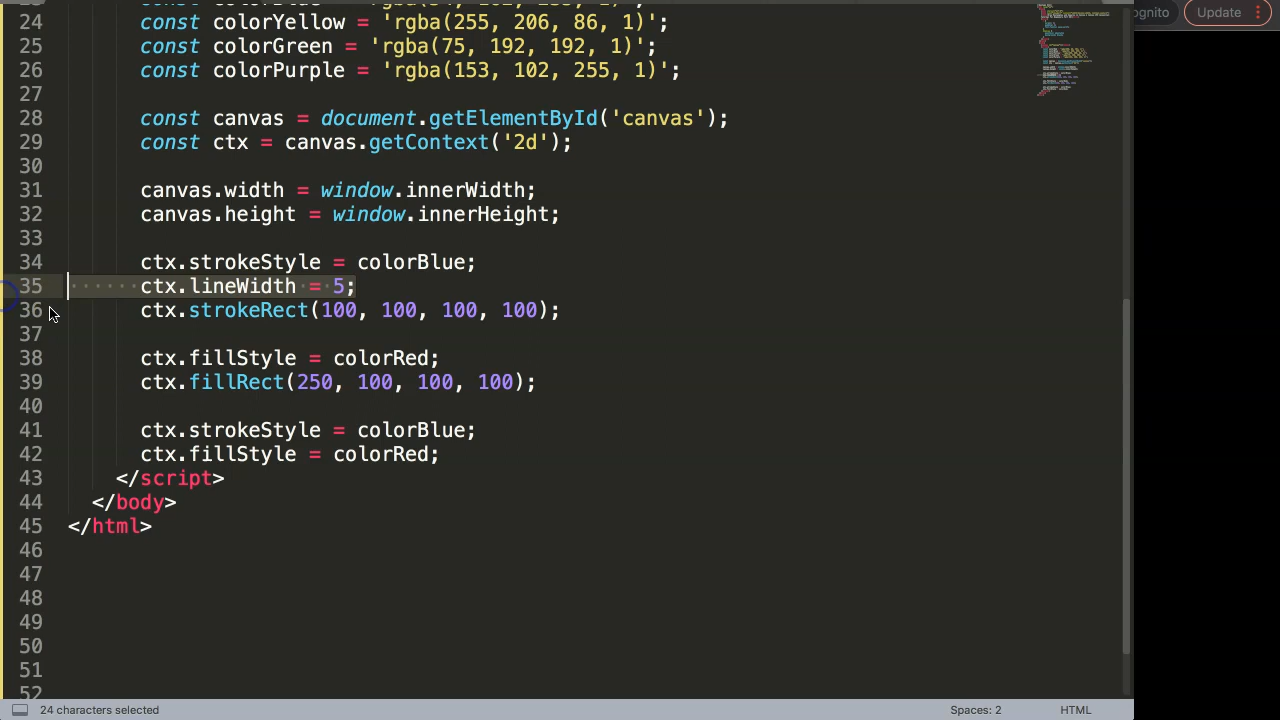 ognito Update
24 const colorYellow = 'rgba(255, 206, 86, 1)';
25 const colorGreen = 'rgba(75, 192, 192, 1)';
26 const colorPurple = 'rgba(153, 102, 255, 1)';
27
28 const canvas = document.getElementById('canvas');
29 const ctx = canvas.getContext('2d');
30
31 canvas.width = window.innerWidth;
32 canvas.height = window.innerHeight;
33
34 ctx.strokeStyle = colorBlue;
35 ctx.lineWidth = 5;
36 ctx.strokeRect(100, 100, 100, 100);
37
38 ctx.fillStyle = colorRed;
39 ctx.fillRect(250, 100, 100, 100);
40
41 ctx.strokeStyle = colorBlue;
42 ctx.fillStyle = colorRed;
43 </script>
44 </body>
45 </html>
46
47
48
49
50
51
52
24 characters selected Spaces: 2 HTML